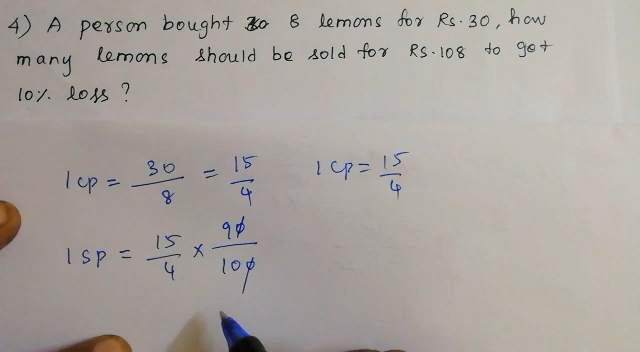 4) A person bought 8 lemons for Rs.30, how
many lemons should be sold for Rs.108 to get
10% loss?
1 CP = 30/8 = 15/4 1 CP = 15/4
1 SP = 15/4 × 90/100